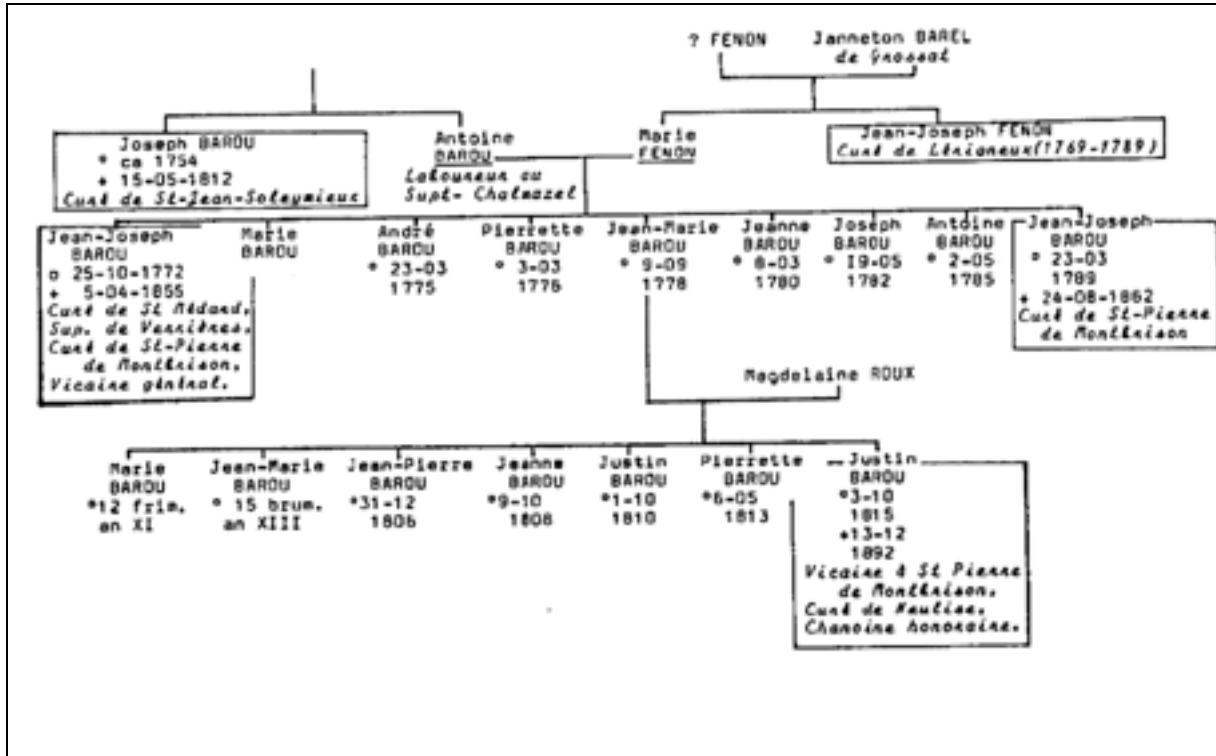 ? FENON
Janneton BAREL
de Grossat
Joseph BAROU
° ca 1754
+ 15-05-1812
Curé de St-Jean-Soleymieux
Antoine
BAROU
Laboureur au
Supt- Chalmazel
Marie
FENON
Jean-Joseph FENON
Curé de Lérigneux(1769-1789)
Jean-Joseph
BAROU
o 25-10-1772
+ 5-04-1855
Curé de St Médard,
Sup. de Verrières,
Curé de St-Pierre
de Montbrison,
Vicaire général.
Marie
BAROU
André
BAROU
° 23-03
1775
Pierrette
BAROU
° 3-03
1776
Jean-Marie
BAROU
° 9-09
1778
Jeanne
BAROU
° 8-03
1780
Joseph
BAROU
° I9-05
1782
Antoine
BAROU
° 2-05
1785
Jean-Joseph
BAROU
° 23-03
1789
+ 24-08-1862
Curé de St-Pierre
de Montbrison
Magdelaine ROUX
Marie
BAROU
°12 frim.
an XI
Jean-Marie
BAROU
° 15 brum.
an XIII
Jean-Pierre
BAROU
°31-12
1806
Jeanne
BAROU
°9-10
1808
Justin
BAROU
°1-10
1810
Pierrette
BAROU
°6-05
1813
Justin
BAROU
°3-10
1815
+13-12
1892
Vicaire à St Pierre
de Montbrison,
Curé de Neulise,
Chanoine honoraire.